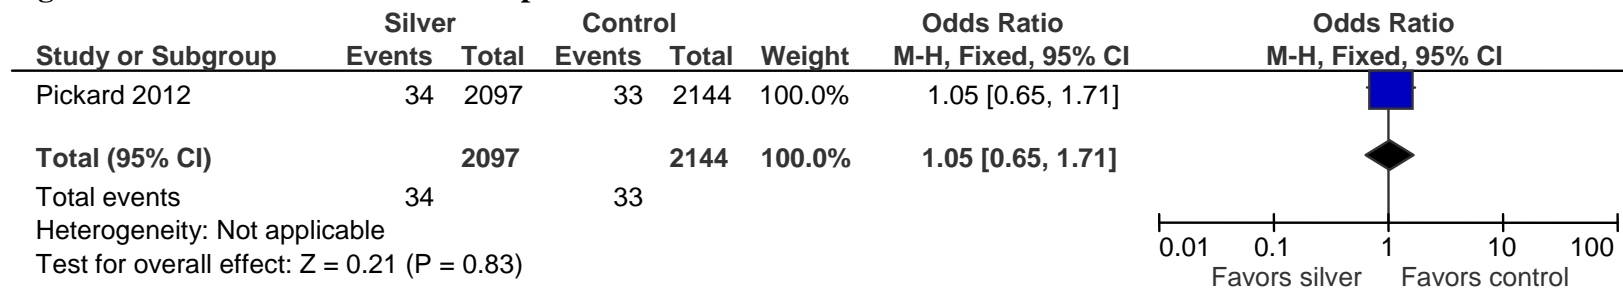 Silver Control Odds Ratio Odds Ratio
Study or Subgroup Events Total Events Total Weight M-H, Fixed, 95% CI M-H, Fixed, 95% CI
Pickard 2012 34 2097 33 2144 100.0% 1.05 [0.65, 1.71]
Total (95% CI) 2097 2144 100.0% 1.05 [0.65, 1.71]
Total events 34 33
Heterogeneity: Not applicable
Test for overall effect: Z = 0.21 (P = 0.83)
0.01 0.1 1 10 100
Favors silver Favors control